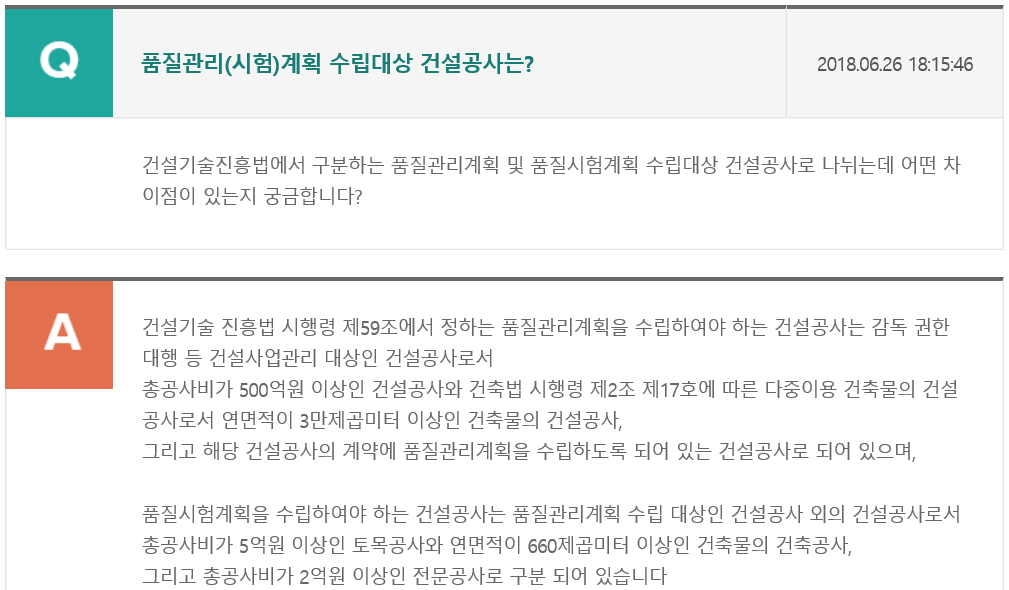 Q
품질관리(시험)계획 수립대상 건설공사는?
2018.06.26 18:15:46
건설기술진흥법에서 구분하는 품질관리계획 및 품질시험계획 수립대상 건설공사로 나뉘는데 어떤 차
이점이 있는지 궁금합니다?
A
건설기술 진흥법 시행령 제59조에서 정하는 품질관리계획을 수립하여야 하는 건설공사는 감독 권한
대행 등 건설사업관리 대상인 건설공사로서
총공사비가 500억원 이상인 건설공사와 건축법 시행령 제2조 제17호에 따른 다중이용 건축물의 건설
공사로서 연면적이 3만제곱미터 이상인 건축물의 건설공사,
그리고 해당 건설공사의 계약에 품질관리계획을 수립하도록 되어 있는 건설공사로 되어 있으며,
품질시험계획을 수립하여야 하는 건설공사는 품질관리계획 수립 대상인 건설공사 외의 건설공사로서
총공사비가 5억원 이상인 토목공사와 연면적이 660제곱미터 이상인 건축물의 건축공사,
그리고 총공사비가 2억원 이상인 전문공사로 구분 되어 있습니다